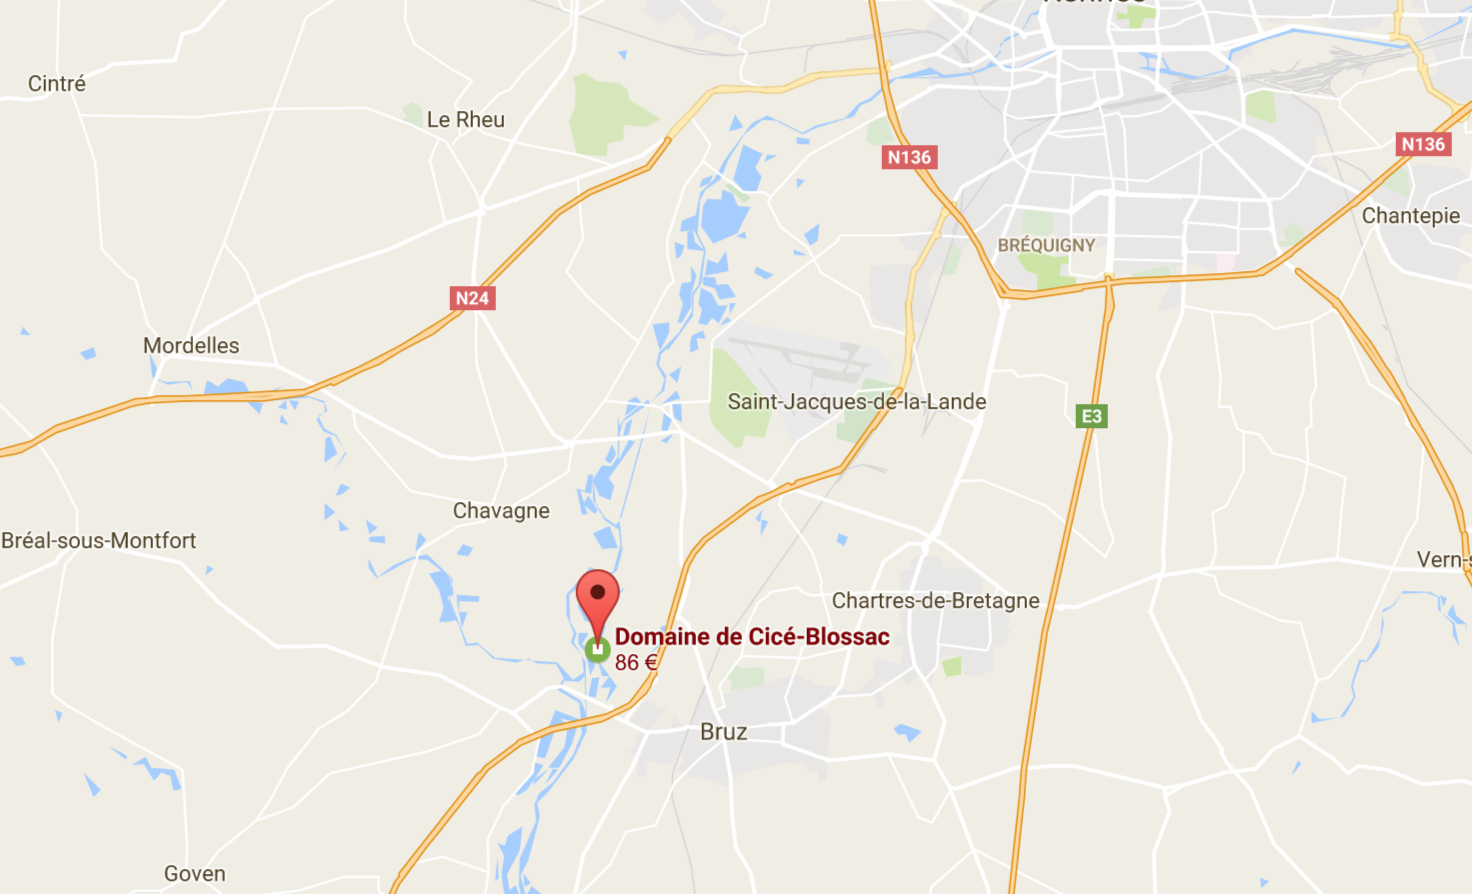 Rennes
Cintré
Le Rheu
N136
N136
Chantepie
BRÉQUIGNY
N24
Mordelles
Saint-Jacques-de-la-Lande
E3
Chavagne
Bréal-sous-Montfort
Vern-s
Chartres-de-Bretagne
Domaine de Cicé-Blossac
86 €
Bruz
Goven